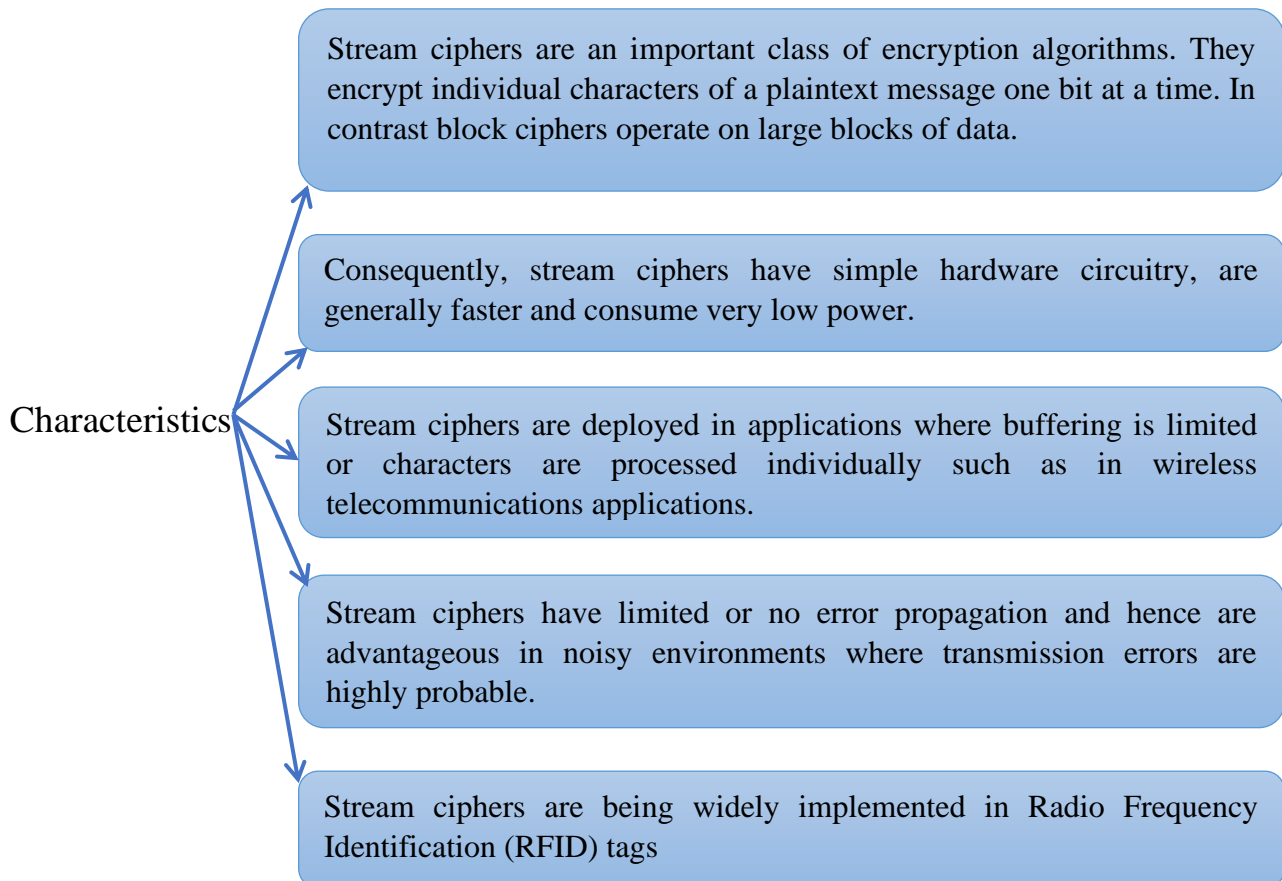 Stream ciphers are an important class of encryption algorithms. They
encrypt individual characters of a plaintext message one bit at a time. In
contrast block ciphers operate on large blocks of data.
Consequently, stream ciphers have simple hardware circuitry, are
generally faster and consume very low power.
Characteristics
Stream ciphers are deployed in applications where buffering is limited
or characters are processed individually such as in wireless
telecommunications applications.
Stream ciphers have limited or no error propagation and hence are
advantageous in noisy environments where transmission errors are
highly probable.
Stream ciphers are being widely implemented in Radio Frequency
Identification (RFID) tags